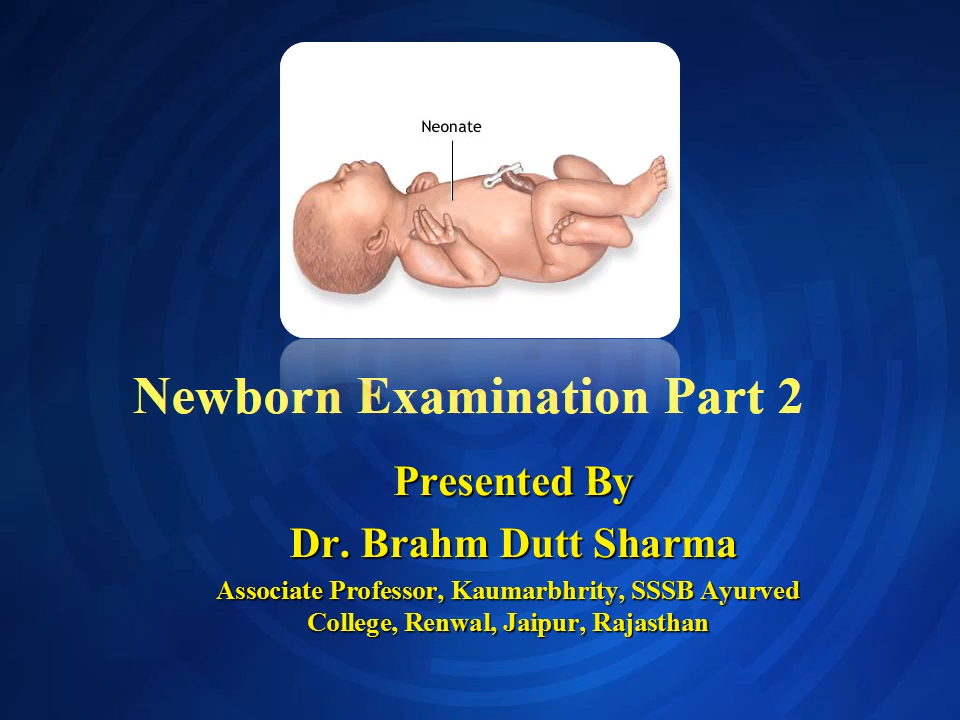 Neonate
Newborn Examination Part 2
Presented By
Dr. Brahm Dutt Sharma
Associate Professor, Kaumarbhrity, SSSB Ayurved
College, Renwal, Jaipur, Rajasthan